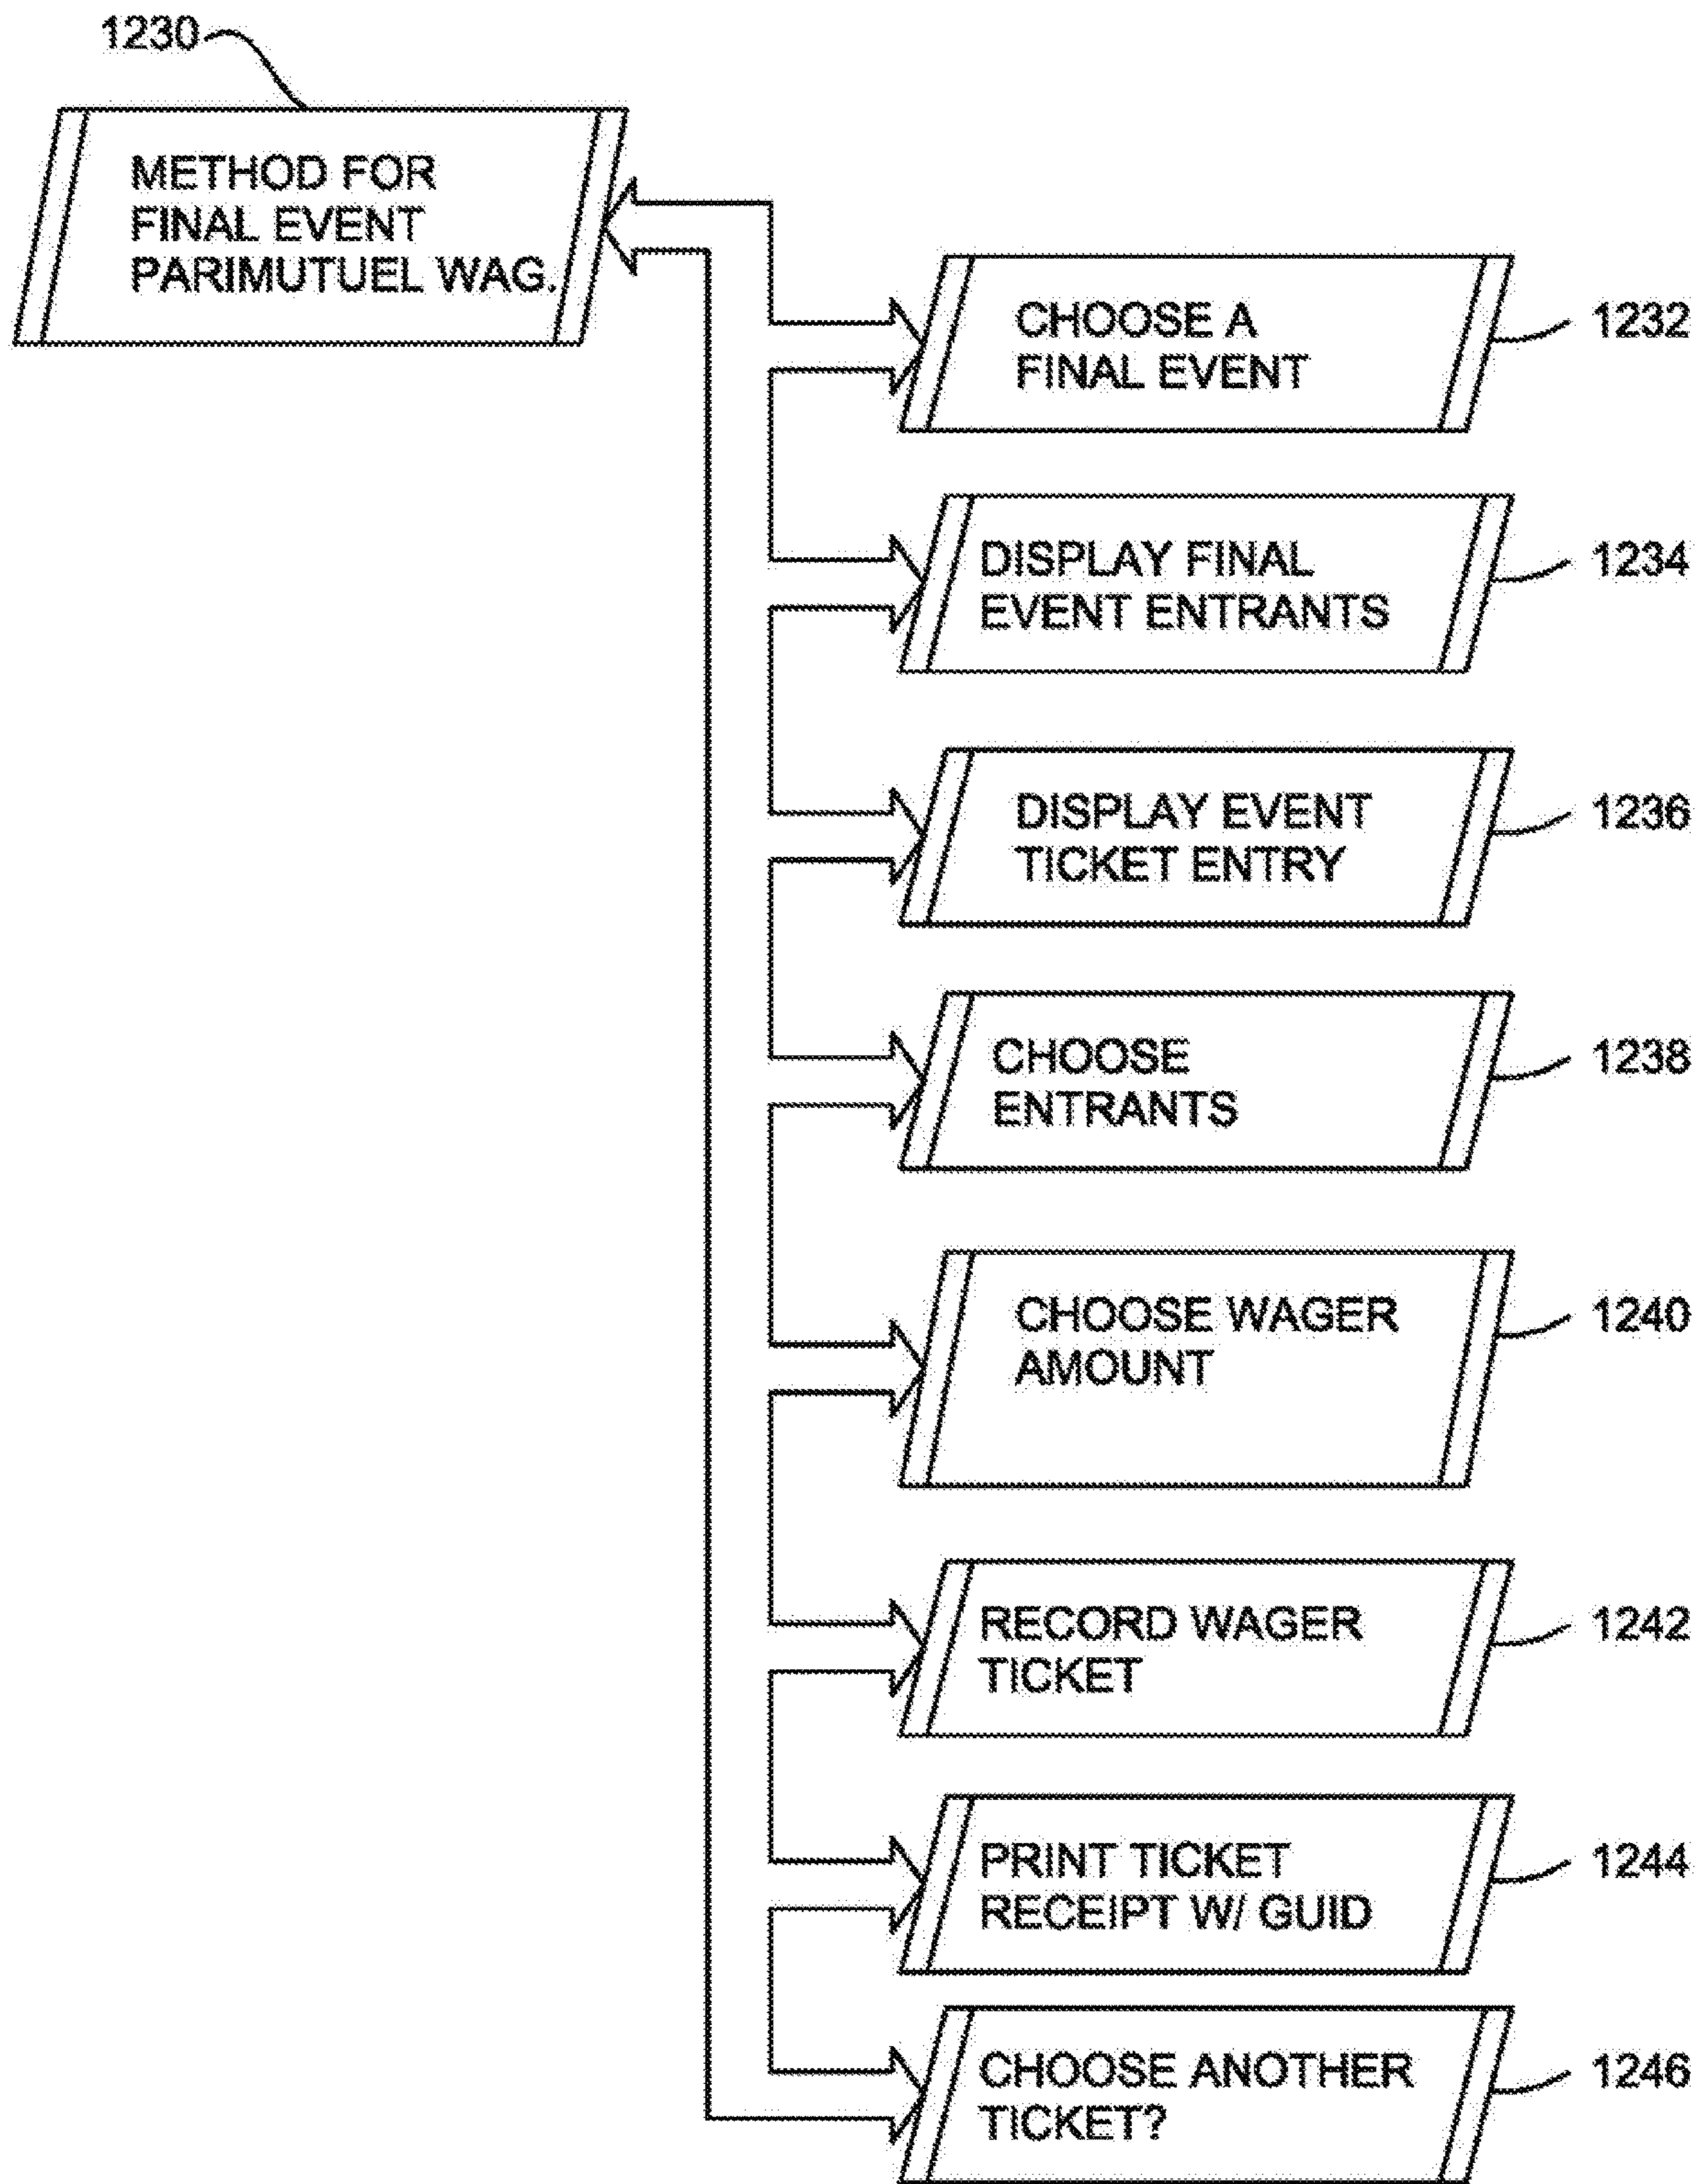 1230
METHOD FOR
FINAL EVENT
PARIMUTUEL WAG.
CHOOSE A
FINAL EVENT
1232
DISPLAY FINAL
EVENT ENTRANTS
1234
DISPLAY EVENT
TICKET ENTRY
1236
CHOOSE
ENTRANTS
1238
CHOOSE WAGER
AMOUNT
1240
RECORD WAGER
TICKET
1242
PRINT TICKET
RECEIPT W/ GUID
1244
CHOOSE ANOTHER
TICKET?
1246